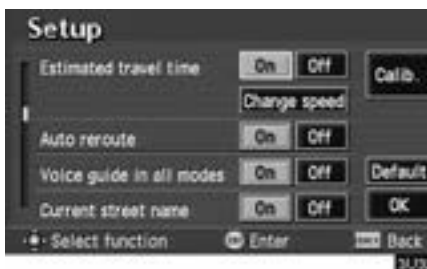 Setup
Estimated travel time On Off Calib.
Change speed
Auto reroute On Off
Voice guide in all modes On Off Default
Current street name On Off OK
Select function Enter Back